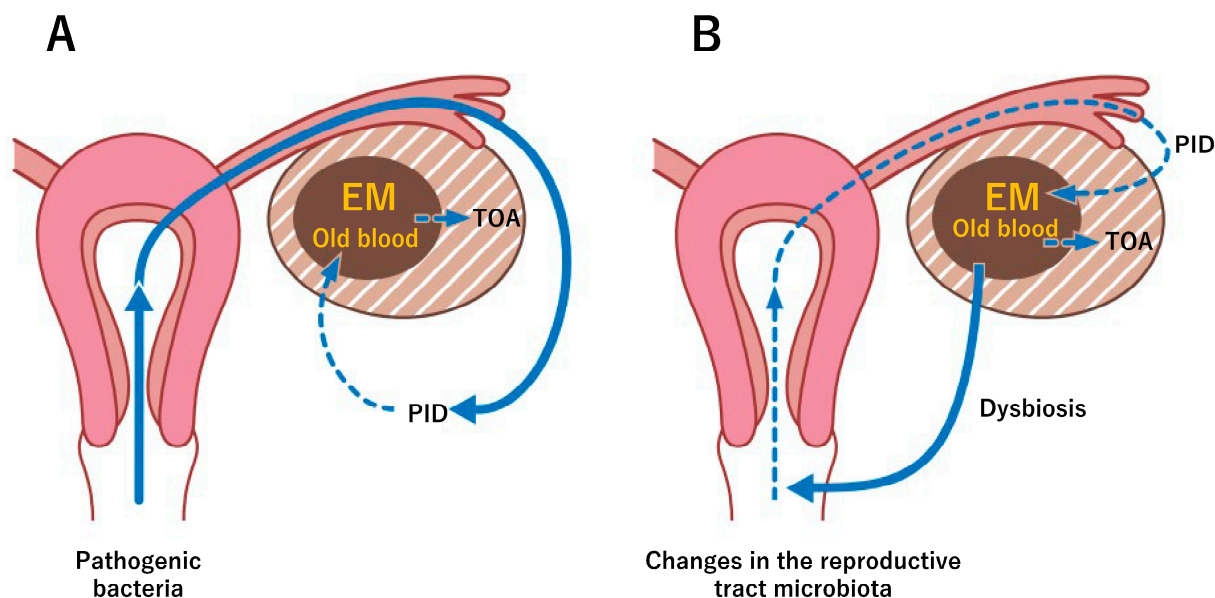 A
EM
Old blood
TOA
PID
Pathogenic
bacteria
B
PID
EM
Old blood
TOA
Dysbiosis
Changes in the reproductive
tract microbiota